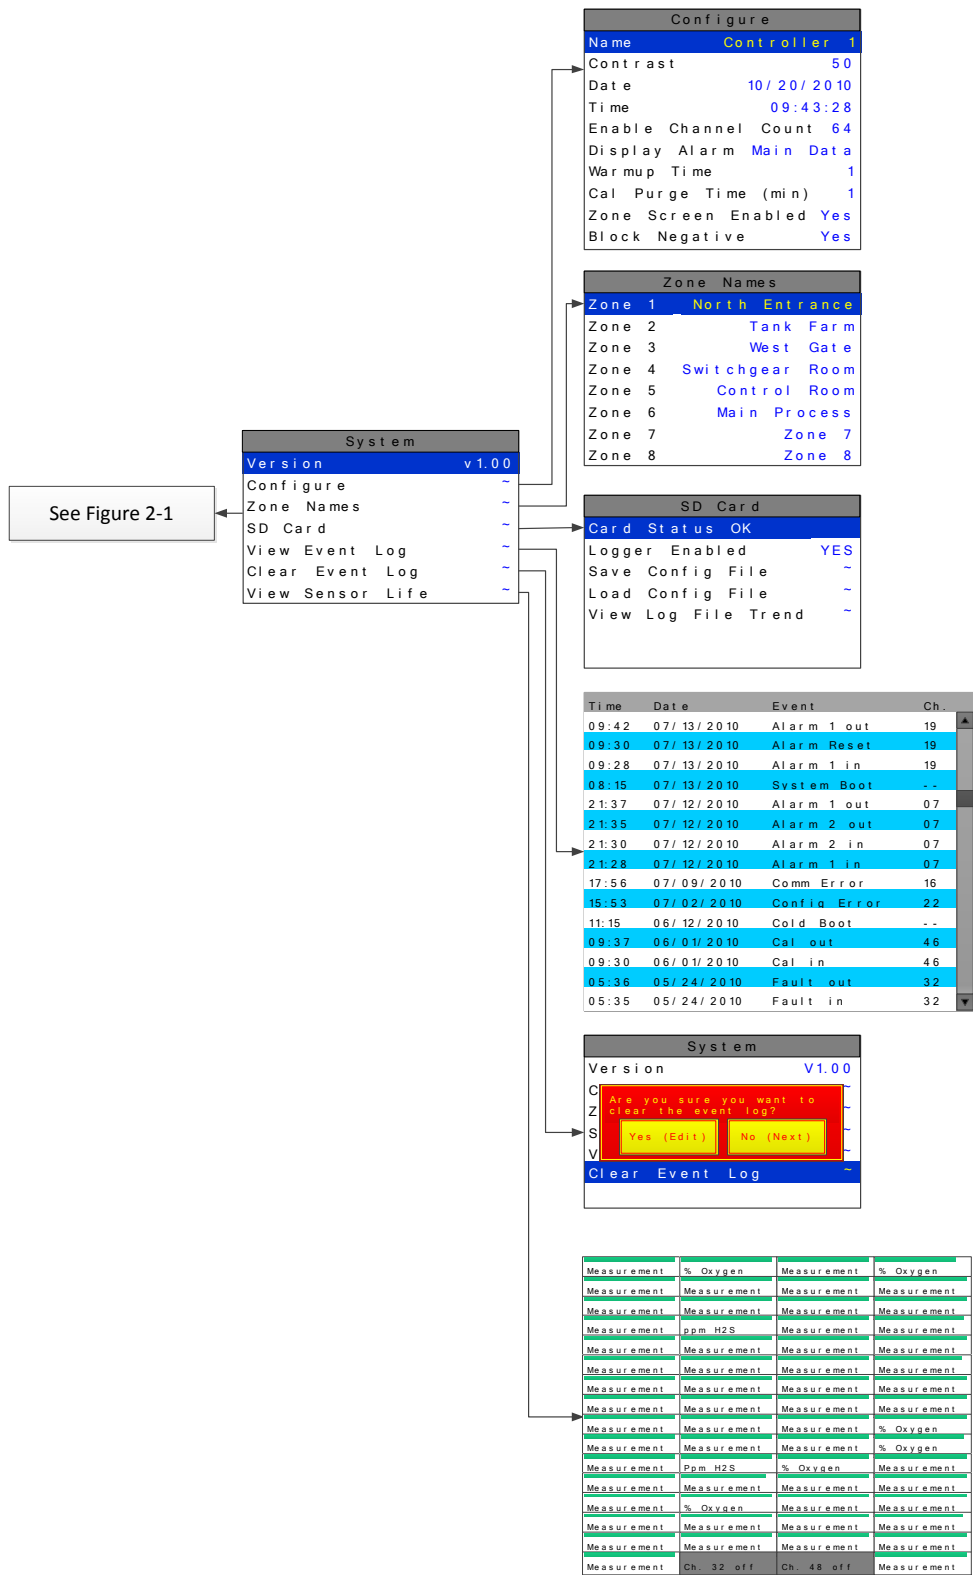 Configure
Name Controller 1
Contrast 50
Date 10/20/2010
Time 09:43:28
Enable Channel Count 64
Display Alarm Main Data
Warmup Time 1
Cal Purge Time (min) 1
Zone Screen Enabled Yes
Block Negative Yes
Zone Names
Zone 1 North Entrance
Zone 2 Tank Farm
Zone 3 West Gate
Zone 4 Switchgear Room
Zone 5 Control Room
Zone 6 Main Process
Zone 7 Zone 7
Zone 8 Zone 8
System
Version v1.00
Configure ~
Zone Names ~
SD Card ~
View Event Log ~
Clear Event Log ~
View Sensor Life ~
See Figure 2-1
SD Card
Card Status OK
Logger Enabled YES
Save Config File ~
Load Config File ~
View Log File Trend ~
Time Date Event Ch.
09:42 07/13/2010 Alarm 1 out 19
09:30 07/13/2010 Alarm Reset 19
09:28 07/13/2010 Alarm 1 in 19
08:15 07/13/2010 System Boot --
21:37 07/12/2010 Alarm 1 out 07
21:35 07/12/2010 Alarm 2 out 07
21:30 07/12/2010 Alarm 2 in 07
21:28 07/12/2010 Alarm 1 in 07
17:56 07/09/2010 Comm Error 16
15:53 07/02/2010 Config Error 22
11:15 06/12/2010 Cold Boot --
09:37 06/01/2010 Cal out 46
09:30 06/01/2010 Cal in 46
05:36 05/24/2010 Fault out 32
05:35 05/24/2010 Fault in 32
System
Version V1.00
C ~
Z ~
S ~
V ~
Are you sure you want to
clear the event log?
Yes (Edit) No (Next)
Clear Event Log ~
Measurement % Oxygen Measurement % Oxygen
Measurement Measurement Measurement Measurement
Measurement Measurement Measurement Measurement
Measurement ppm H2S Measurement Measurement
Measurement Measurement Measurement Measurement
Measurement Measurement Measurement Measurement
Measurement Measurement Measurement Measurement
Measurement Measurement Measurement Measurement
Measurement Measurement Measurement % Oxygen
Measurement Measurement Measurement % Oxygen
Measurement Ppm H2S % Oxygen Measurement
Measurement Measurement Measurement Measurement
Measurement % Oxygen Measurement Measurement
Measurement Measurement Measurement Measurement
Measurement Measurement Measurement Measurement
Measurement Ch. 32 off Ch. 48 off Measurement